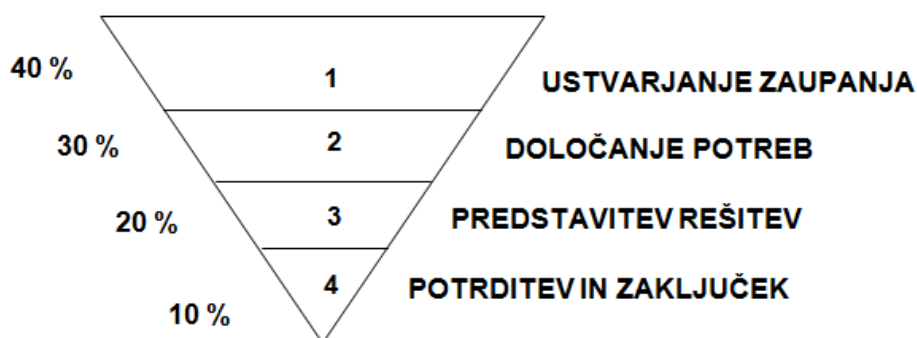 40 % 1 USTVARJANJE ZAUPANJA
30 % 2 DOLOČANJE POTREB
20 % 3 PREDSTAVITEV REŠITEV
10 % 4 POTRDITEV IN ZAKLJUČEK